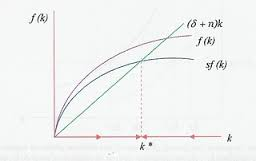 f (k)
(δ + n)k
f (k)
sf (k)
k
k *